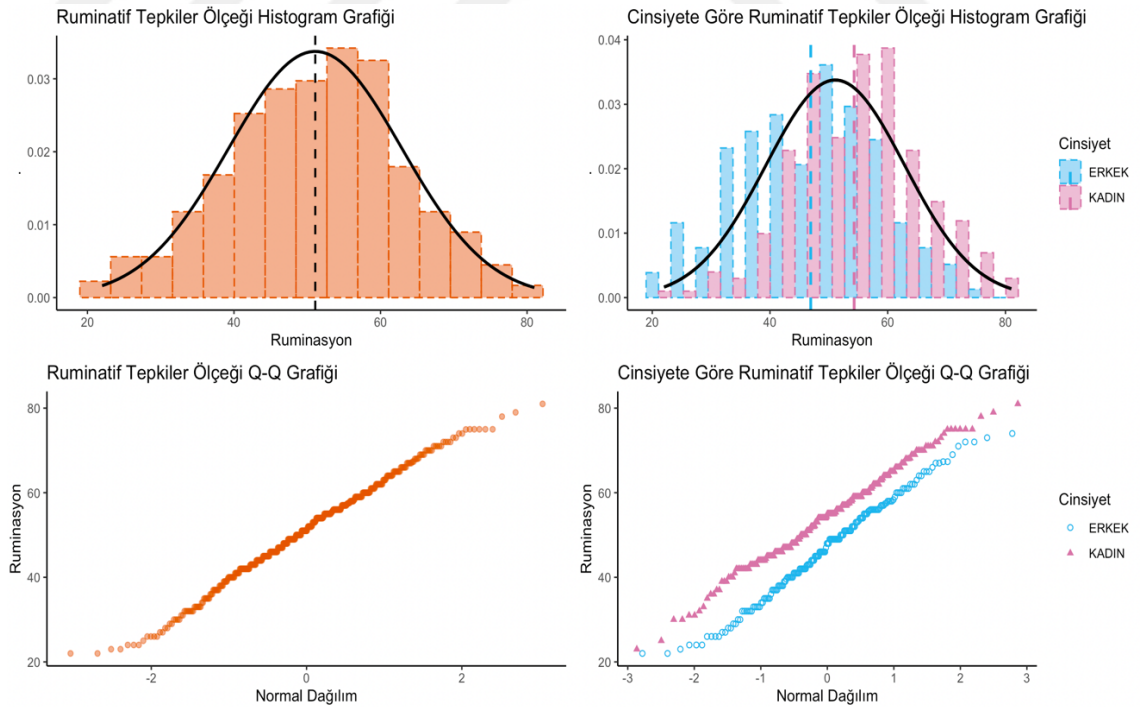 Ruminatif Tepkiler Ölçeği Histogram Grafiği
0.03
0.02
0.01
0.00
20
40
60
80
Ruminasyon
Cinsiyete Göre Ruminatif Tepkiler Ölçeği Histogram Grafiği
0.04
0.03
0.02
0.01
0.00
20
40
60
80
Ruminasyon
Cinsiyet
ERKEK
KADIN
Ruminatif Tepkiler Ölçeği Q-Q Grafiği
Ruminasyon
80
60
40
20
-2
0
2
Normal Dağılım
Cinsiyete Göre Ruminatif Tepkiler Ölçeği Q-Q Grafiği
Ruminasyon
80
60
40
20
-3
-2
-1
0
1
2
3
Normal Dağılım
Cinsiyet
ERKEK
KADIN